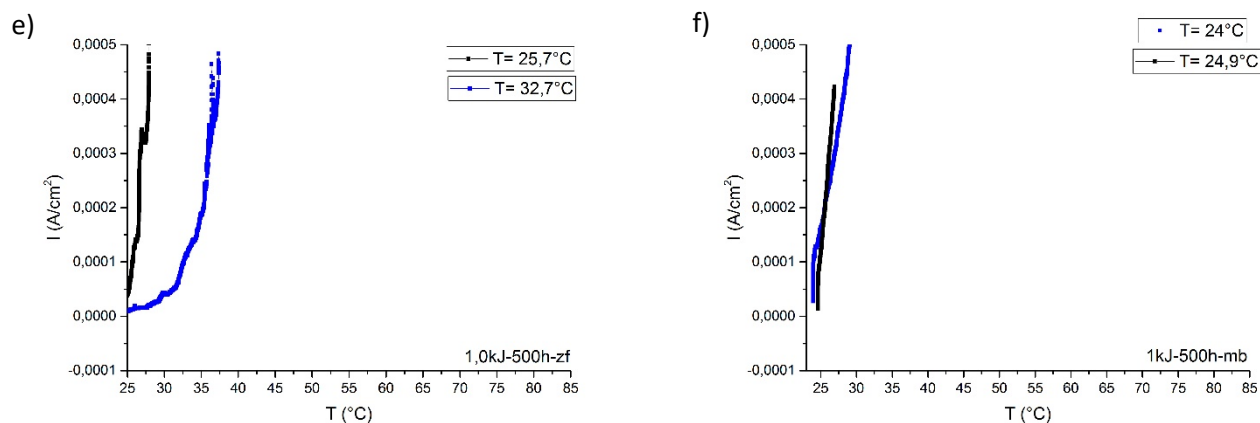 e)
T= 25,7°C
T= 32,7°C
0,0005
0,0004
0,0003
0,0002
0,0001
0,0000
-0,0001
I (A/cm²)
1,0kJ-500h-zf
25 30 35 40 45 50 55 60 65 70 75 80 85
T (°C)
f)
T= 24°C
T= 24,9°C
0,0005
0,0004
0,0003
0,0002
0,0001
0,0000
-0,0001
I (A/cm²)
1kJ-500h-mb
25 30 35 40 45 50 55 60 65 70 75 80 85
T (°C)